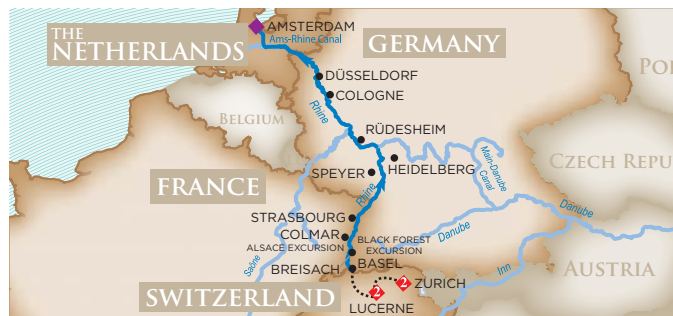 THE
NETHERLANDS
AMSTERDAM
Ams-Rhine Canal
GERMANY
POL
DÜSSELDORF
COLOGNE
Rhine
BELGIUM
RÜDESHEIM
Main-Danube
Canal
CZECH REPU
HEIDELBERG
SPEYER
FRANCE
Rhine
STRASBOURG
Danube
Danube
COLMAR
ALSACE EXCURSION
BLACK FOREST
EXCURSION
Saône
BREISACH
BASEL
Inn
AUSTRIA
SWITZERLAND
2
2
ZURICH
LUCERNE